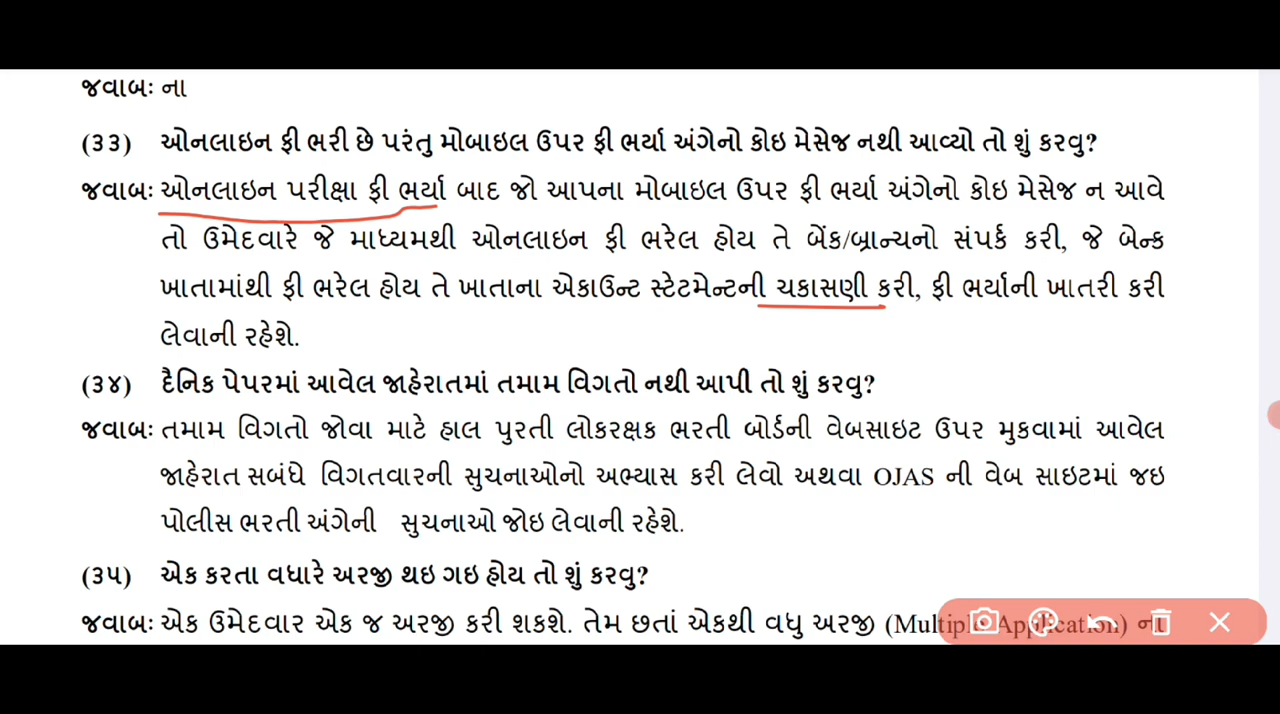 જવાબઃ ના
(૩૩) ઓનલાઇન ફી ભરી છે પરંતુ મોબાઇલ ઉપર ફી ભર્યા અંગેનો કોઇ મેસેજ નથી આવ્યો તો શું કરવુ?
જવાબઃ ઓનલાઇન પરીક્ષા ફી ભર્યા બાદ જો આપના મોબાઇલ ઉપર ફી ભર્યા અંગેનો કોઇ મેસેજ ન આવે
તો ઉમેદવારે જે માધ્યમથી ઓનલાઇન ફી ભરેલ હોય તે બેંક/બ્રાન્ચનો સંપર્ક કરી, જે બેન્ક
ખાતામાંથી ફી ભરેલ હોય તે ખાતાના એકાઉન્ટ સ્ટેટમેન્ટની ચકાસણી કરી, ફી ભર્યાની ખાતરી કરી
લેવાની રહેશે.
(૩૪) દૈનિક પેપરમાં આવેલ જાહેરાતમાં તમામ વિગતો નથી આપી તો શું કરવુ?
જવાબઃ તમામ વિગતો જોવા માટે હાલ પુરતી લોકરક્ષક ભરતી બોર્ડની વેબસાઇટ ઉપર મુકવામાં આવેલ
જાહેરાત સબંધે વિગતવારની સુચનાઓનો અભ્યાસ કરી લેવો અથવા OJAS ની વેબ સાઇટમાં જઇ
પોલીસ ભરતી અંગેની સુચનાઓ જોઇ લેવાની રહેશે.
(૩૫) એક કરતા વધારે અરજી થઇ ગઇ હોય તો શું કરવુ?
જવાબઃ એક ઉમેદવાર એક જ અરજી કરી શકશે. તેમ છતાં એકથી વધુ અરજી (Multiple Application) ના